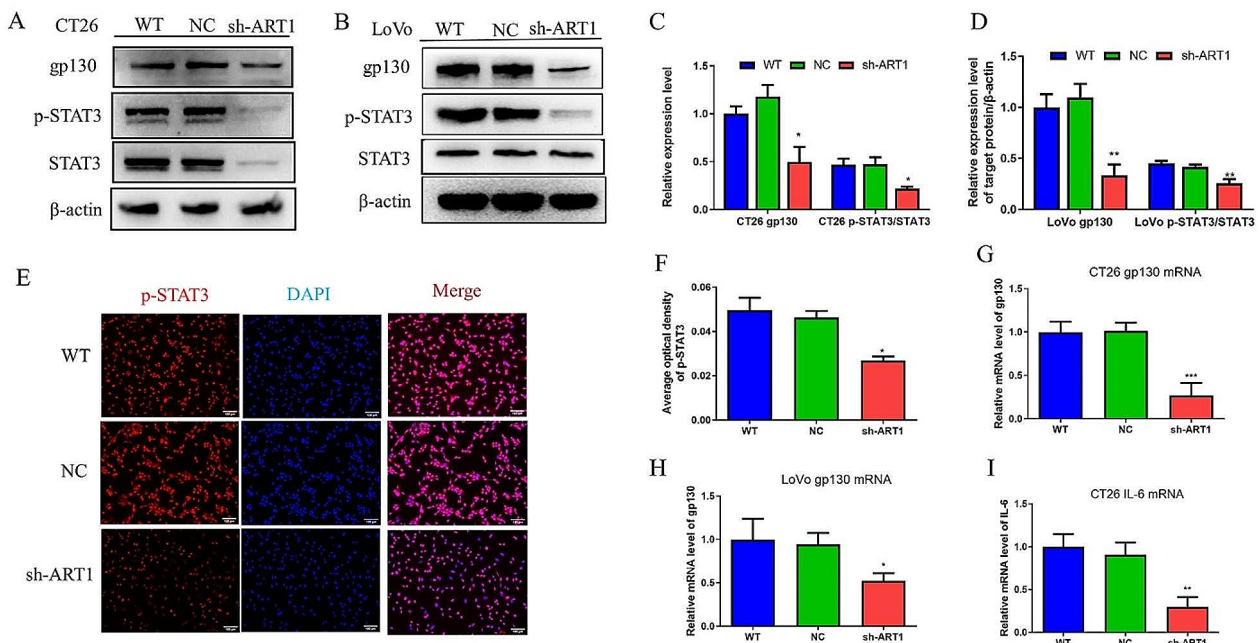 A
CT26 WT NC sh-ART1
gp130
p-STAT3
STAT3
β-actin
B
LoVo WT NC sh-ART1
gp130
p-STAT3
STAT3
β-actin
C
WT NC sh-ART1
Relative expression level
1.5
1.0
0.5
0.0
*
*
CT26 gp130 CT26 p-STAT3/STAT3
D
WT NC sh-ART1
Relative expression level
of target protein/β-actin
1.5
1.0
0.5
0.0
**
**
LoVo gp130 LoVo p-STAT3/STAT3
E
p-STAT3 DAPI Merge
WT
NC
sh-ART1
F
Average optical density
of p-STAT3
0.06
0.04
0.02
0.00
*
WT NC sh-ART1
G
CT26 gp130 mRNA
Relative mRNA level of gp130
1.5
1.0
0.5
0.0
***
WT NC sh-ART1
H
LoVo gp130 mRNA
Relative mRNA level of gp130
1.5
1.0
0.5
0.0
*
WT NC sh-ART1
I
CT26 IL-6 mRNA
Relative mRNA level of IL-6
1.5
1.0
0.5
0.0
**
WT NC sh-ART1